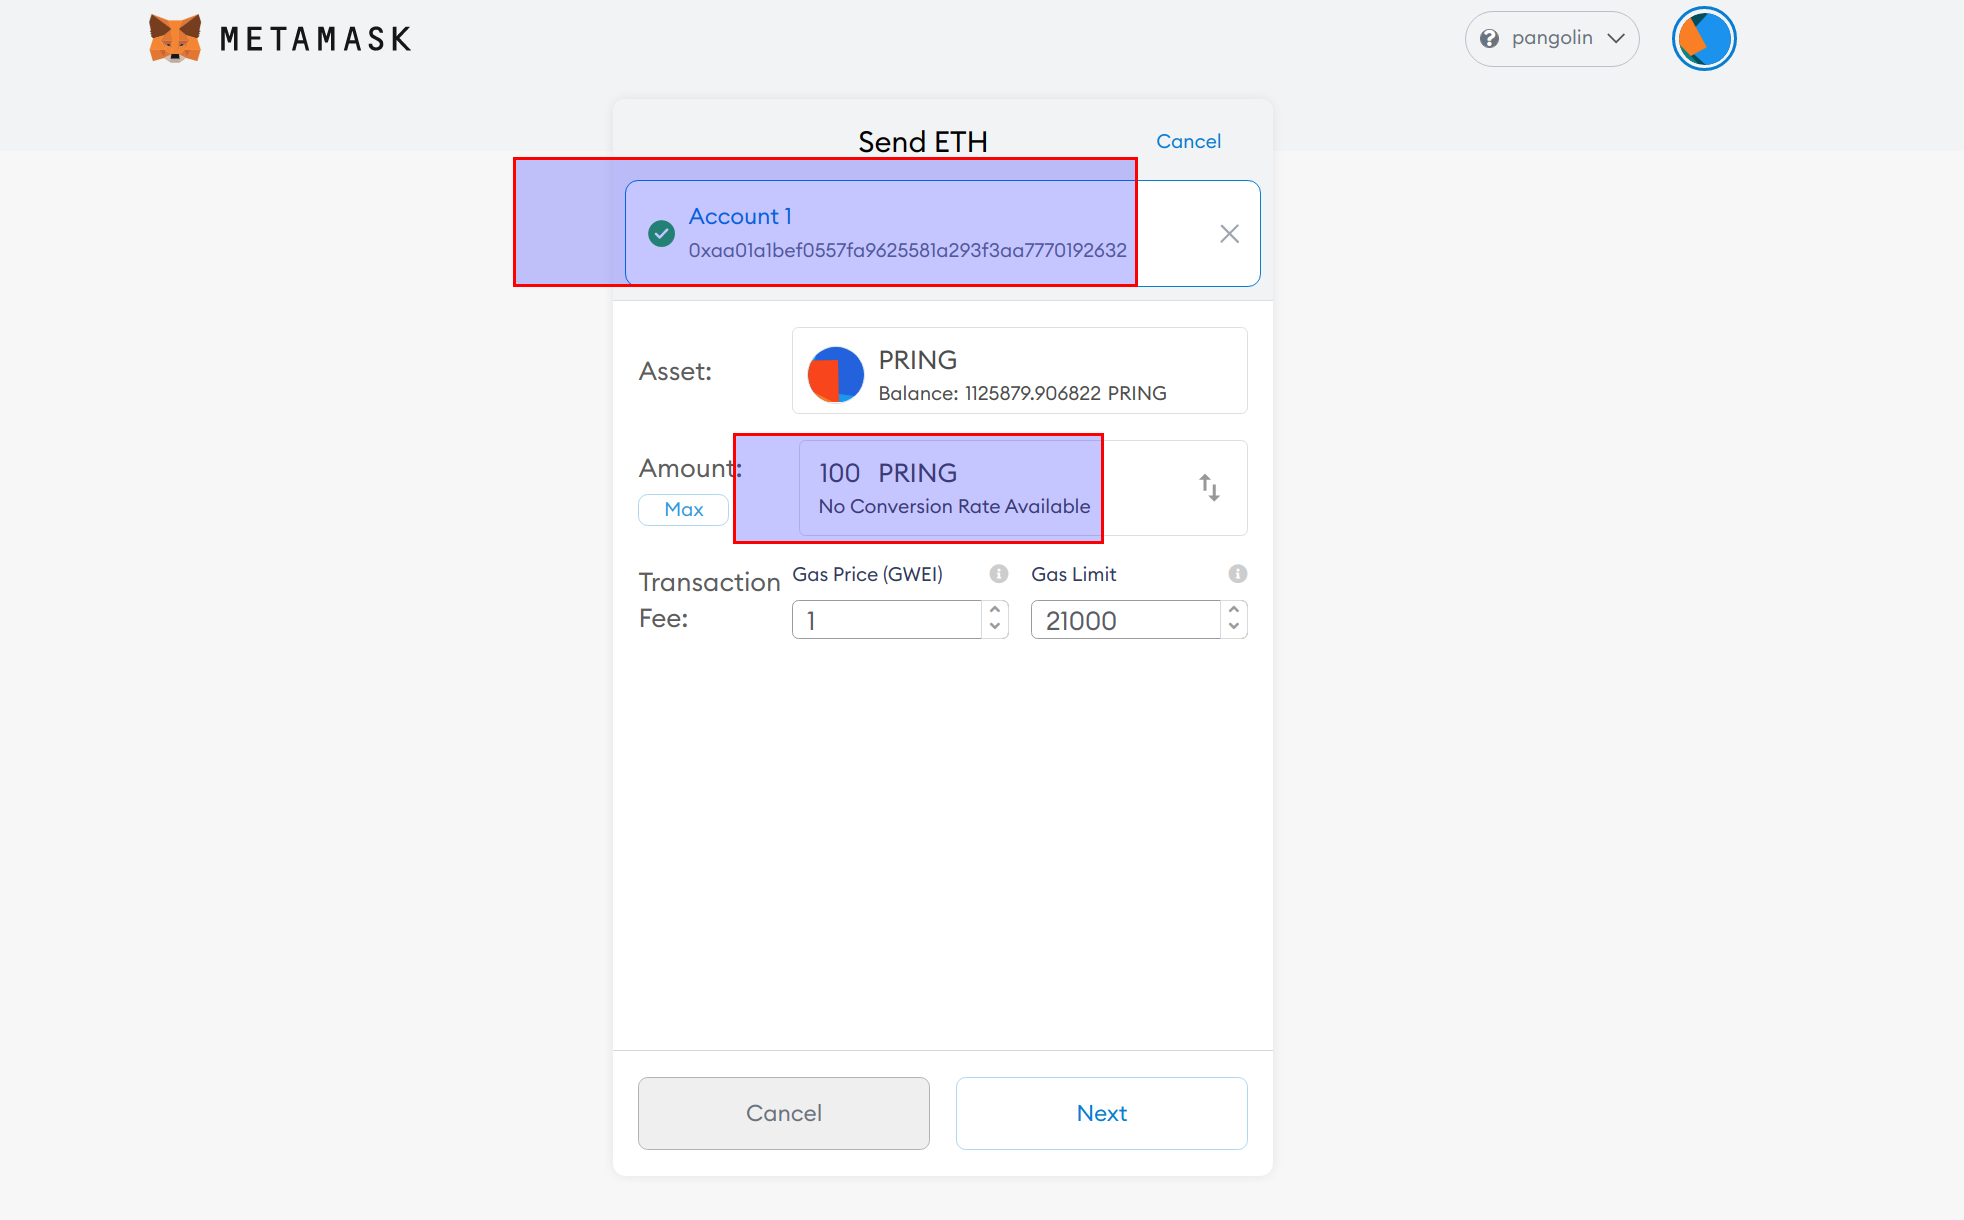 METAMASK
pangolin
Send ETH
Cancel
Account 1
0xaa01a1bef0557fa9625581a293f3aa7770192632
Asset:
PRING
Balance: 1125879.906822 PRING
Amount:
Max
100 PRING
No Conversion Rate Available
Transaction Fee:
Gas Price (GWEI)
Gas Limit
1
21000
Cancel
Next